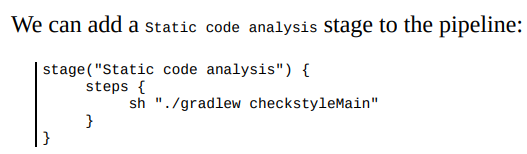 We can add a Static code analysis stage to the pipeline:
stage("Static code analysis") {
steps {
sh "./gradlew checkstyleMain"
}
}